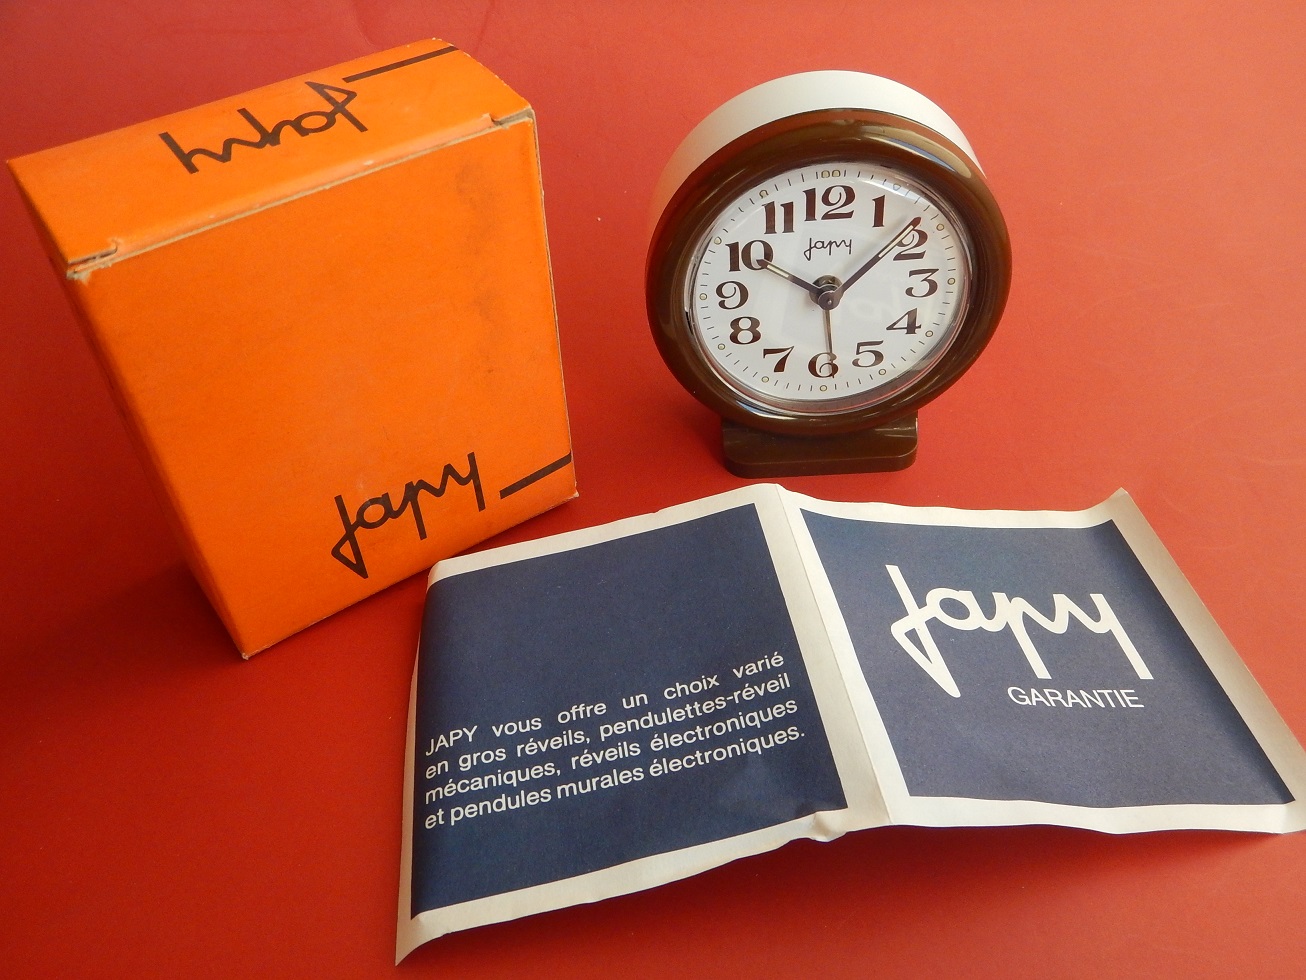 Japy
Japy
12
1
2
3
4
5
6
7
8
9
10
11
Japy
JAPY vous offre un choix varié
en gros réveils, pendulettes-réveil
mécaniques, réveils électroniques
et pendules murales électroniques.
Japy
GARANTIE